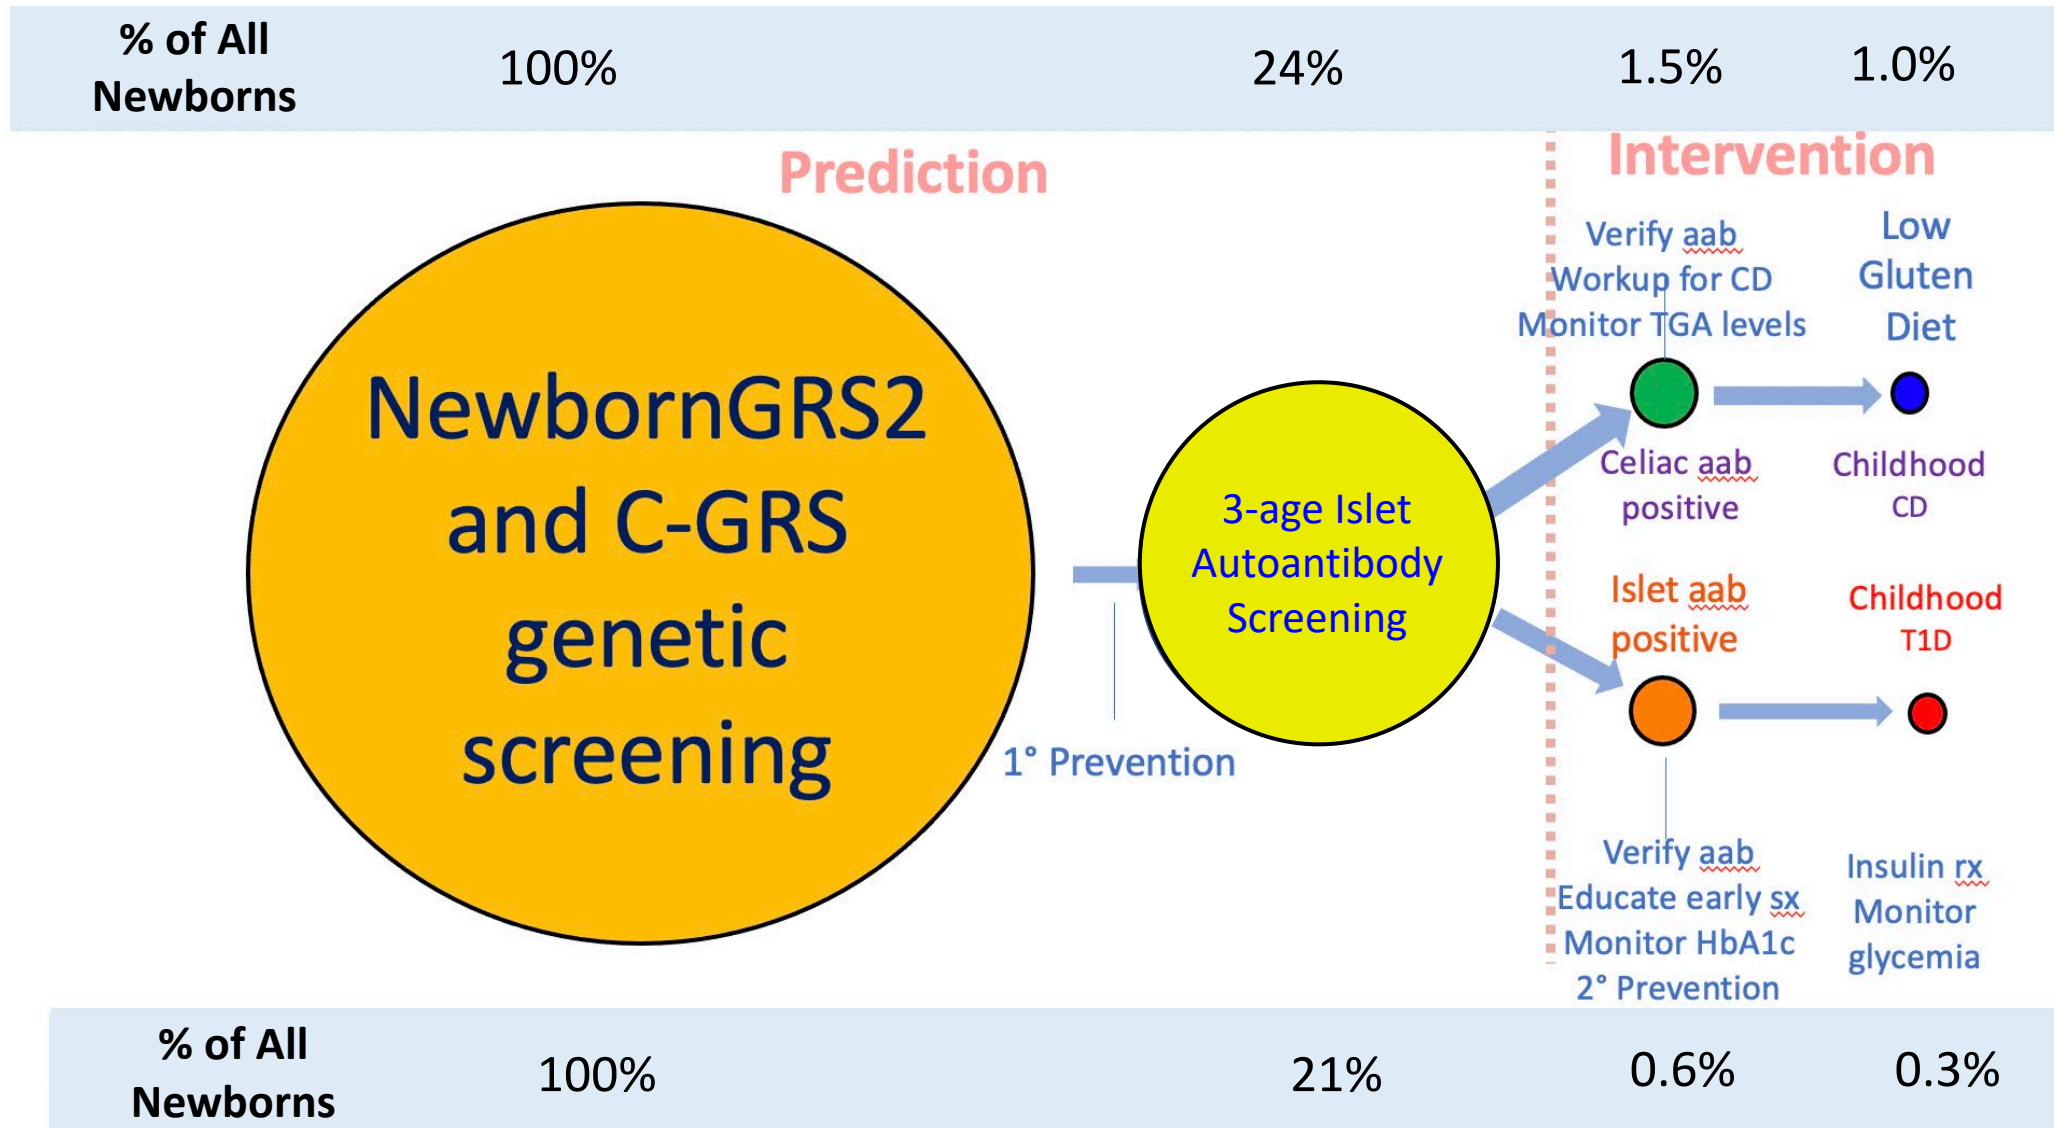 % of All
Newborns
100%
24%
1.5%
1.0%
Prediction
Intervention
Verify aab
Workup for CD
Monitor TGA levels
Low
Gluten
Diet
NewbornGRS2
and C-GRS
genetic
screening
1° Prevention
3-age Islet
Autoantibody
Screening
Celiac aab
positive
Childhood
CD
Islet aab
positive
Childhood
T1D
Verify aab
Educate early sx
Monitor HbA1c
2° Prevention
Insulin rx
Monitor
glycemia
% of All
Newborns
100%
21%
0.6%
0.3%